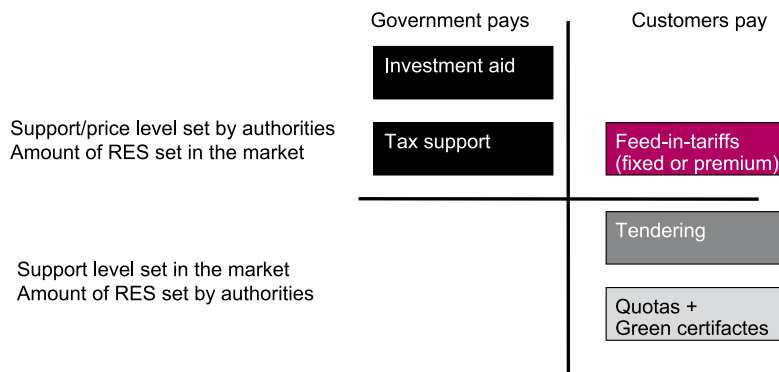 Government pays
Customers pay
Investment aid
Support/price level set by authorities
Amount of RES set in the market
Tax support
Feed-in-tariffs
(fixed or premium)
Tendering
Support level set in the market
Amount of RES set by authorities
Quotas +
Green certifactes